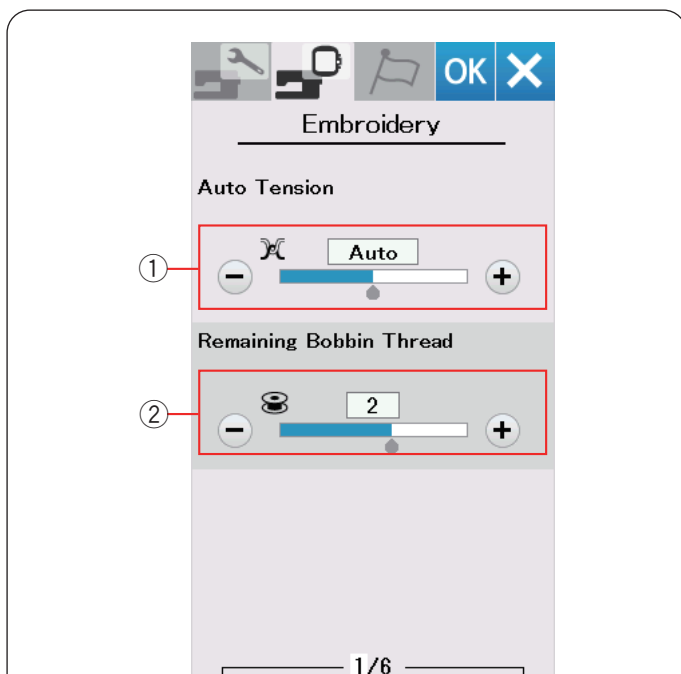 OK
Embroidery
Auto Tension
①
Auto
Remaining Bobbin Thread
②
2
1/6